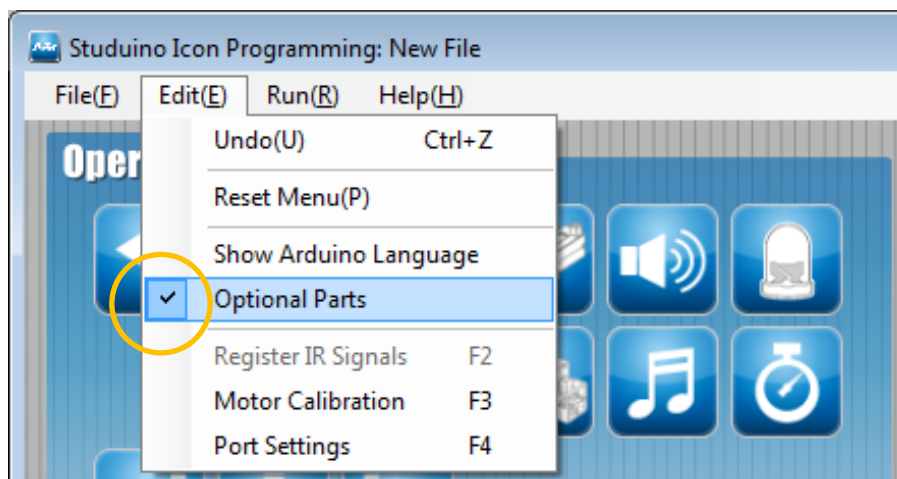 Studuino Icon Programming: New File
File(F) Edit(E) Run(R) Help(H)
Undo(U) Ctrl+Z
Reset Menu(P)
Show Arduino Language
Optional Parts
Register IR Signals F2
Motor Calibration F3
Port Settings F4
Oper